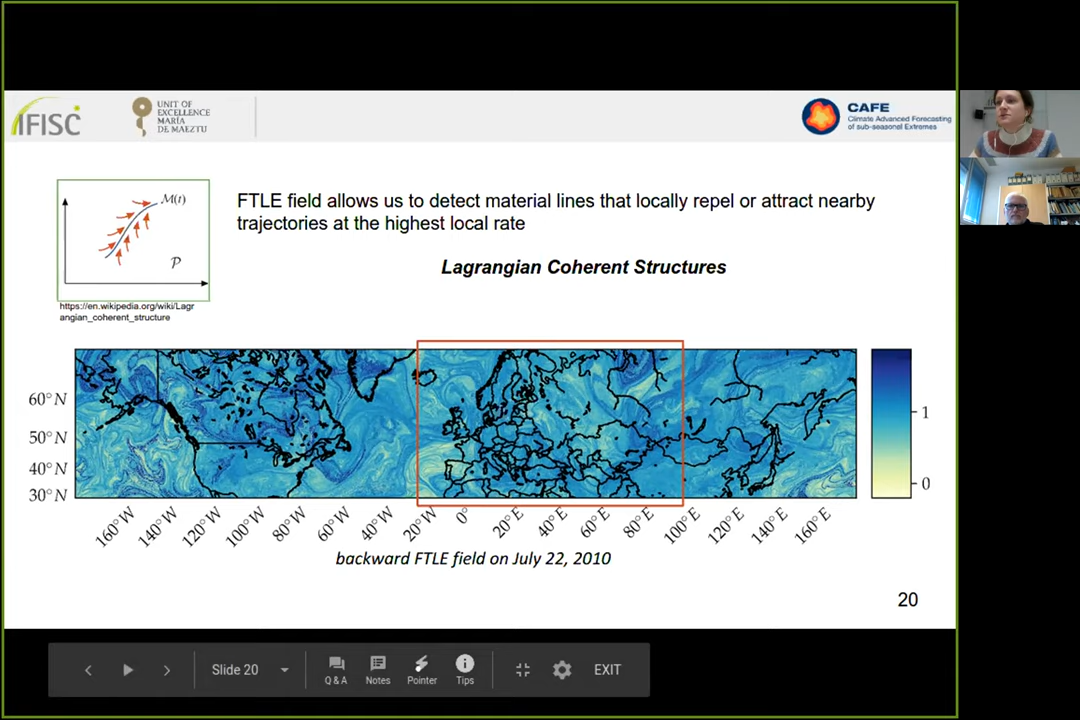 IFISC
UNIT OF
EXCELLENCE
MARÍA
DE MAEZTU
CAFE
Climate Advanced Forecasting
of sub-seasonal Extremes
M(t)
P
https://en.wikipedia.org/wiki/Lagr
angian_coherent_structure
FTLE field allows us to detect material lines that locally repel or attract nearby
trajectories at the highest local rate
Lagrangian Coherent Structures
60°N
50°N
40°N
30°N
1
0
160°W 140°W 120°W 100°W 80°W 60°W 40°W 20°W 0° 20°E 40°E 60°E 80°E 100°E 120°E 140°E 160°E
backward FTLE field on July 22, 2010
20
Slide 20
Q & A Notes Pointer Tips
EXIT